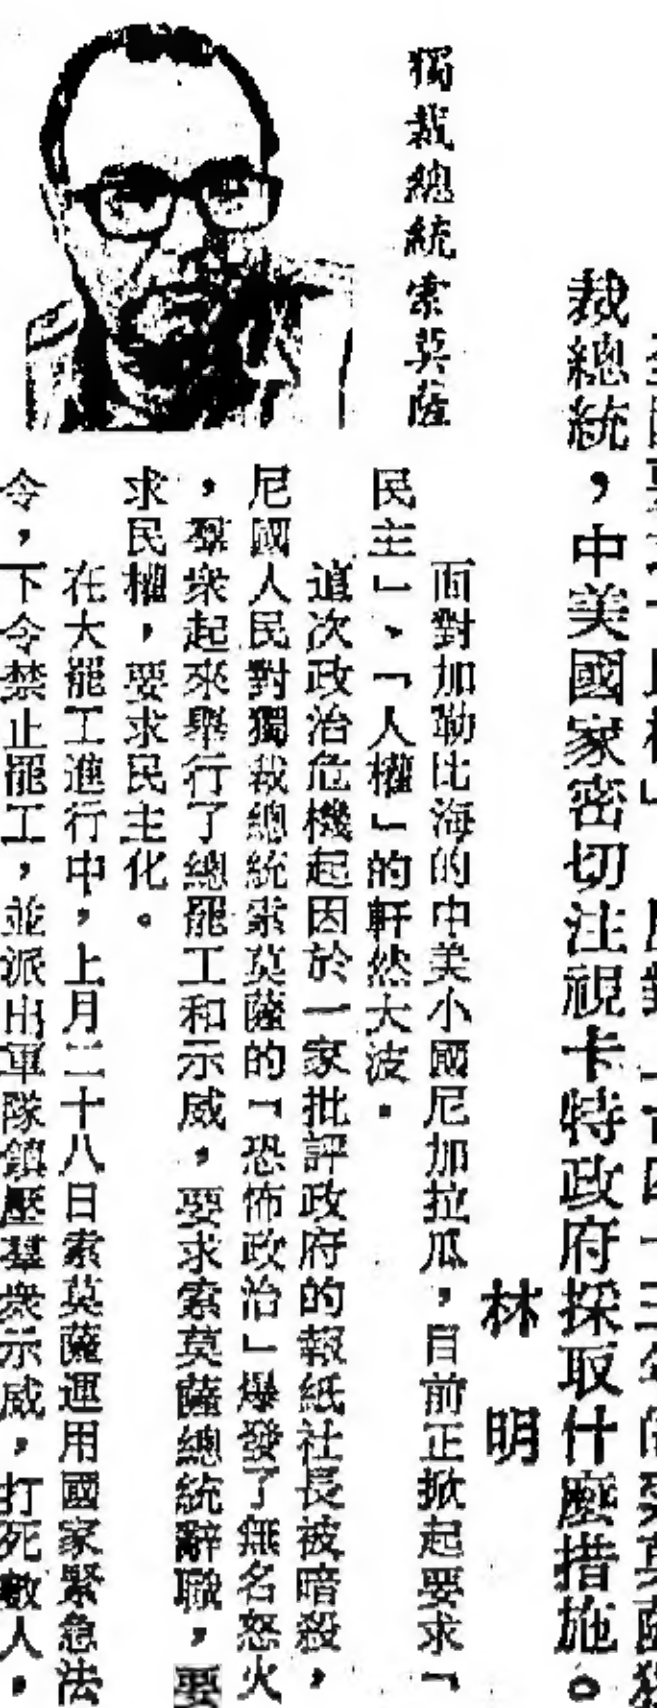 裁總統，中美國家密切注視卡特政府採取什麼措施。
林明
獨裁總統索莫薩
面對加勒比海的中美小國尼加拉瓜，目前正掀起要求「
民主」、「人權」的軒然大波。
這次政治危機起因於一家批評政府的報紙社長被暗殺，
尼國人民對獨裁總統索莫薩的「恐怖政治」爆發了無名怒火
，羣衆起來舉行了總罷工和示威，要求索莫薩總統辭職，要
求民權，要求民主化。
在大罷工進行中，上月二十八日索莫薩運用國家緊急法
令，下令禁止罷工，並派出軍隊鎮壓羣衆示威，打死數人，